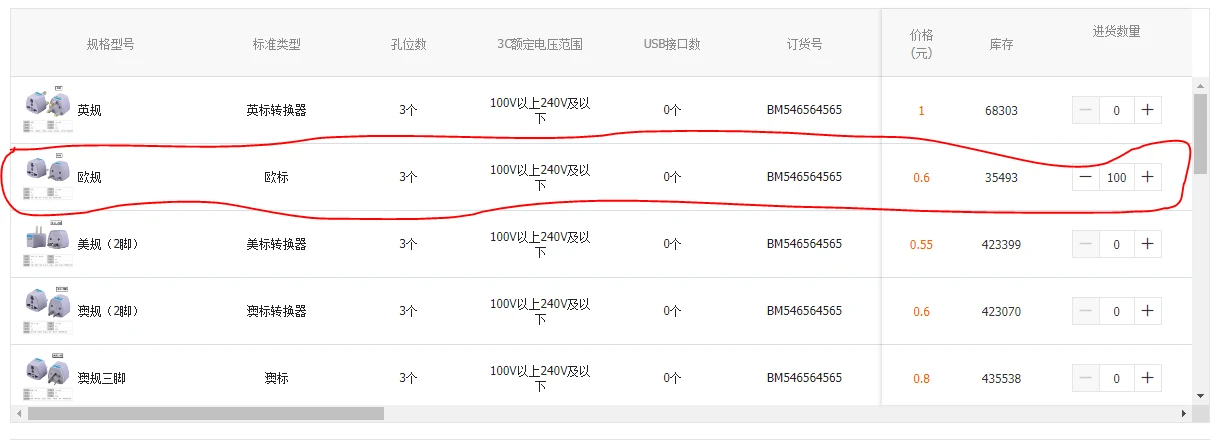 规格型号 标准类型 孔位数 3C额定电压范围 USB接口数 订货号 价格 库存 进货数量
(元)
英规 英标转换器 3个 100V以上240V及以 0个 BM546564565 1 68303 0
下
欧规 欧标 3个 100V以上240V及以 0个 BM546564565 0.6 35493 100
下
美规（2脚） 美标转换器 3个 100V以上240V及以 0个 BM546564565 0.55 423399 0
下
澳规（2脚） 澳标转换器 3个 100V以上240V及以 0个 BM546564565 0.6 423070 0
下
澳规三脚 澳标 3个 100V以上240V及以 0个 BM546564565 0.8 435538 0
下